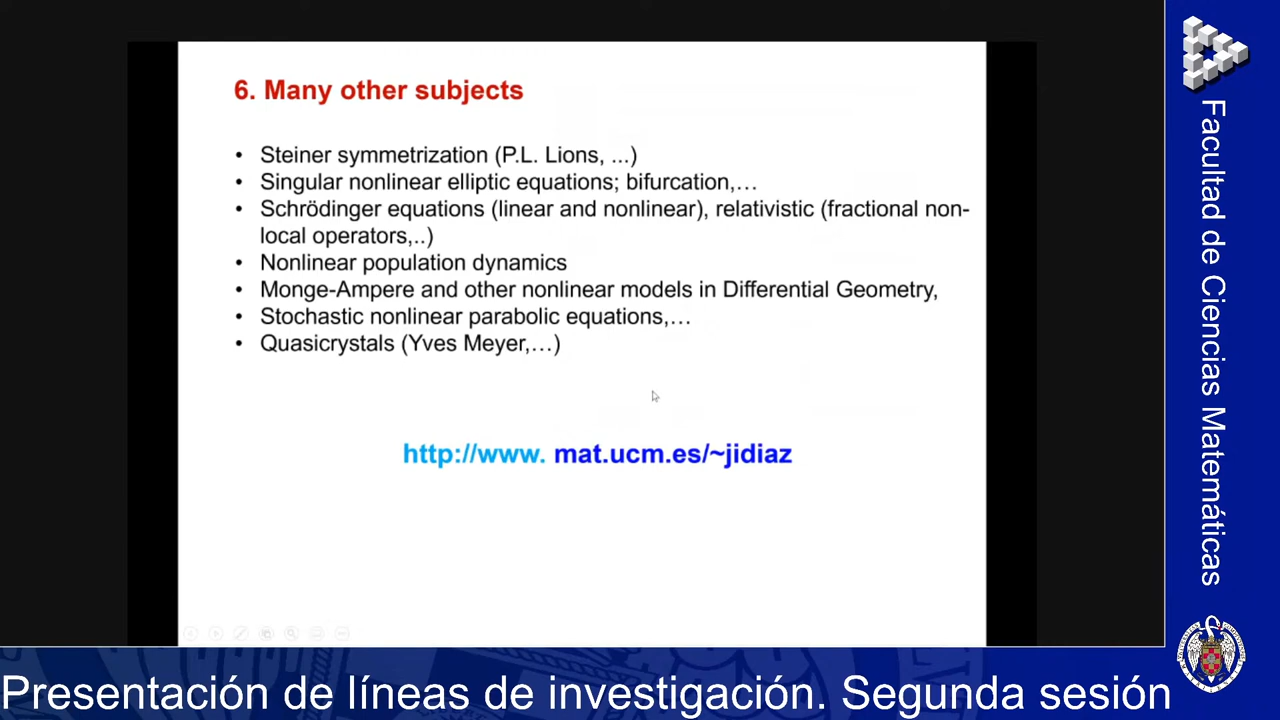 6. Many other subjects
• Steiner symmetrization (P.L. Lions, ...)
• Singular nonlinear elliptic equations; bifurcation,…
• Schrödinger equations (linear and nonlinear), relativistic (fractional non-
local operators,..)
• Nonlinear population dynamics
• Monge-Ampere and other nonlinear models in Differential Geometry,
• Stochastic nonlinear parabolic equations,…
• Quasicrystals (Yves Meyer,…)
http://www. mat.ucm.es/~jidiaz
Facultad de Ciencias Matemáticas
Presentación de líneas de investigación. Segunda sesión